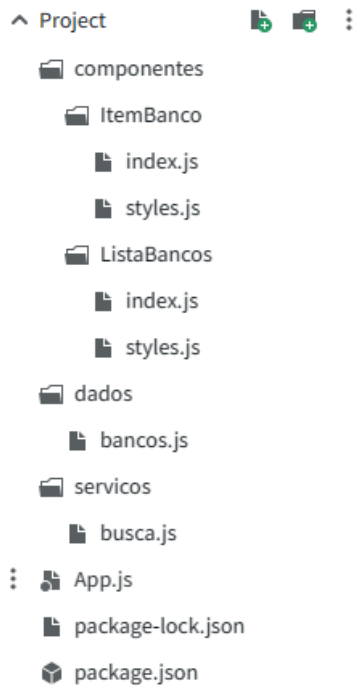 Project
componentes
ItemBanco
index.js
styles.js
ListaBancos
index.js
styles.js
dados
bancos.js
servicos
busca.js
App.js
package-lock.json
package.json